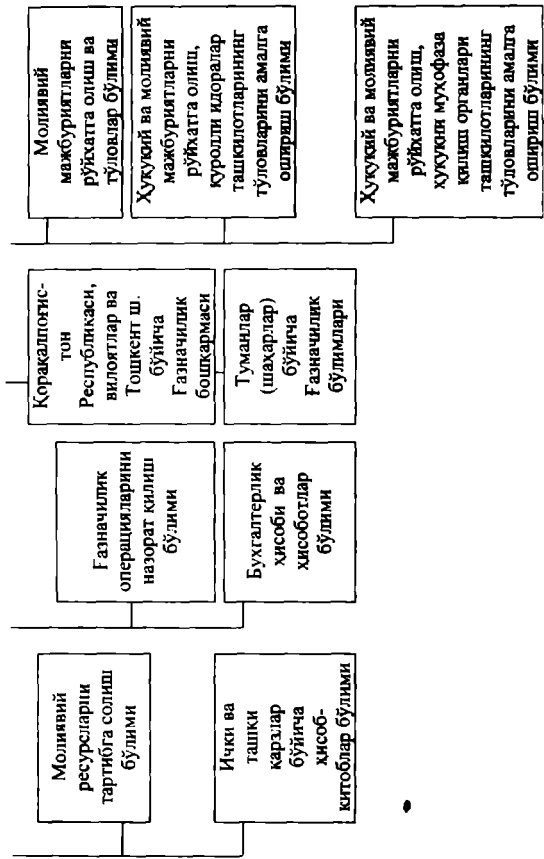 Молиявий
ресурсларни
тартибга солиш
бўлими
Ички ва
ташқи
қарзлар
бўйича
ҳисоб-
китоблар бўлими
Ғазначилик
операцияларини
назорат қилиш
бўлими
Бухгалтерлик
ҳисоби ва
ҳисоботлар
бўлими
Қорақалпоғис-
тон
Республикаси,
вилоятлар ва
Тошкент ш.
бўйича
Ғазначилик
бошқармаси
Туманлар
(шаҳарлар)
бўйича
Ғазначилик
бўлимлари
Молиявий
мажбуриятларни
рўйхатга олиш ва
тўловлар бўлими
Ҳуқуқий ва молиявий
мажбуриятларни
рўйхатга олиш,
қуролли идоралар
ташкилотларининг
тўловларини амалга
ошириш бўлими
Ҳуқуқий ва молиявий
мажбуриятларни
рўйхатга олиш,
ҳуқуқни муҳофаза
қилиш органлари
ташкилотларининг
тўловларини амалга
ошириш бўлими